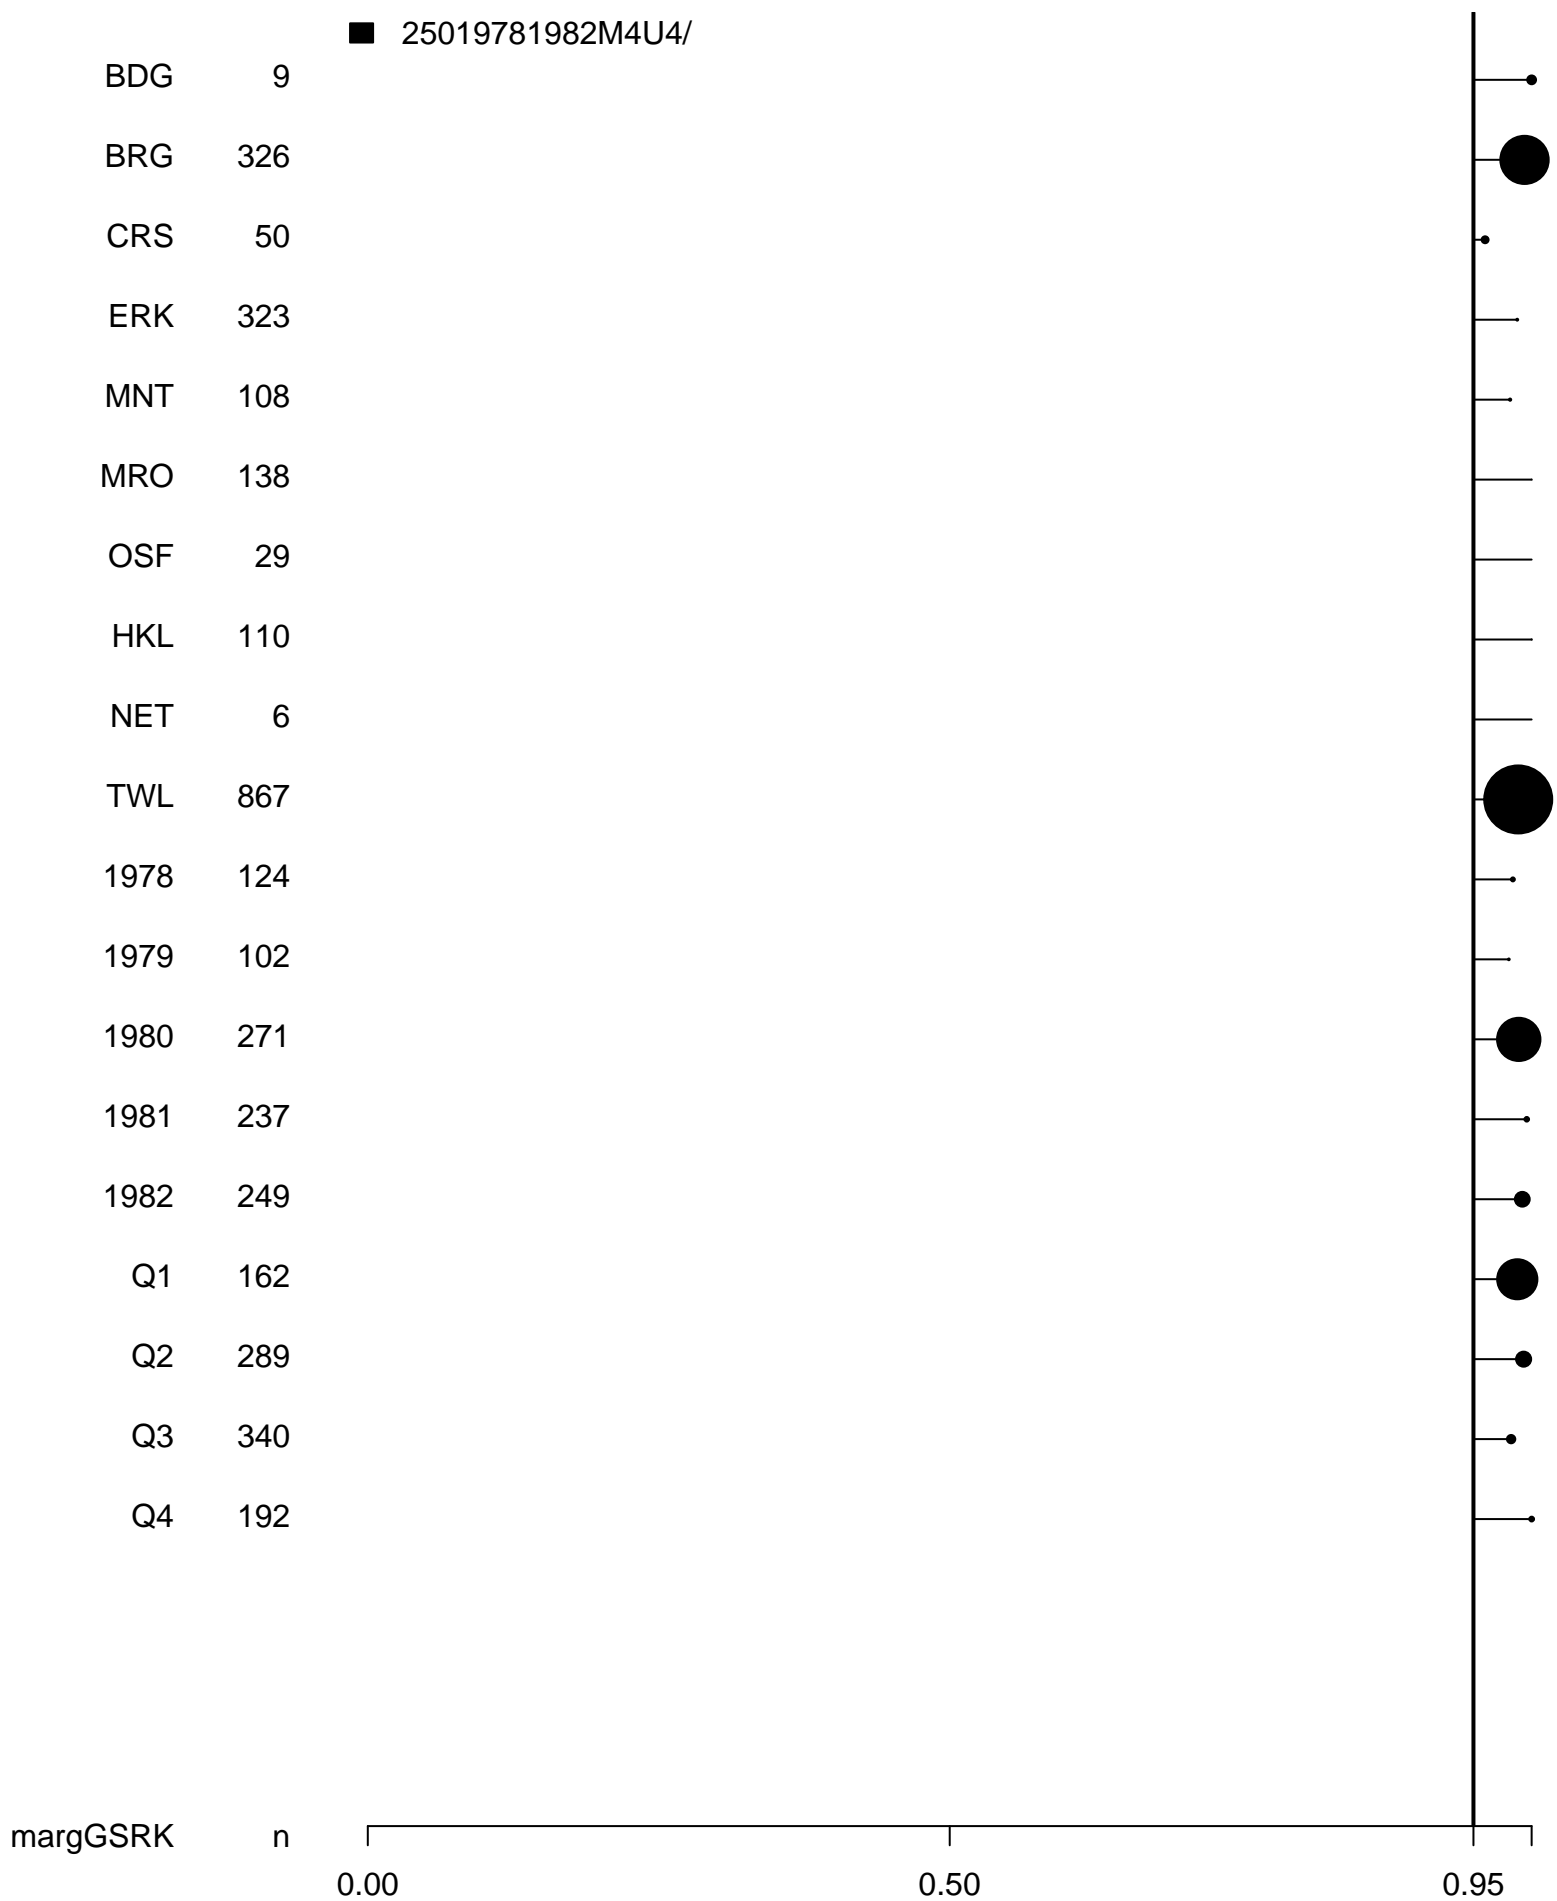 25019781982M4U4/
BDG 9
BRG 326
CRS 50
ERK 323
MNT 108
MRO 138
OSF 29
HKL 110
NET 6
TWL 867
1978 124
1979 102
1980 271
1981 237
1982 249
Q1 162
Q2 289
Q3 340
Q4 192
margGSRK n
0.00 0.50 0.95